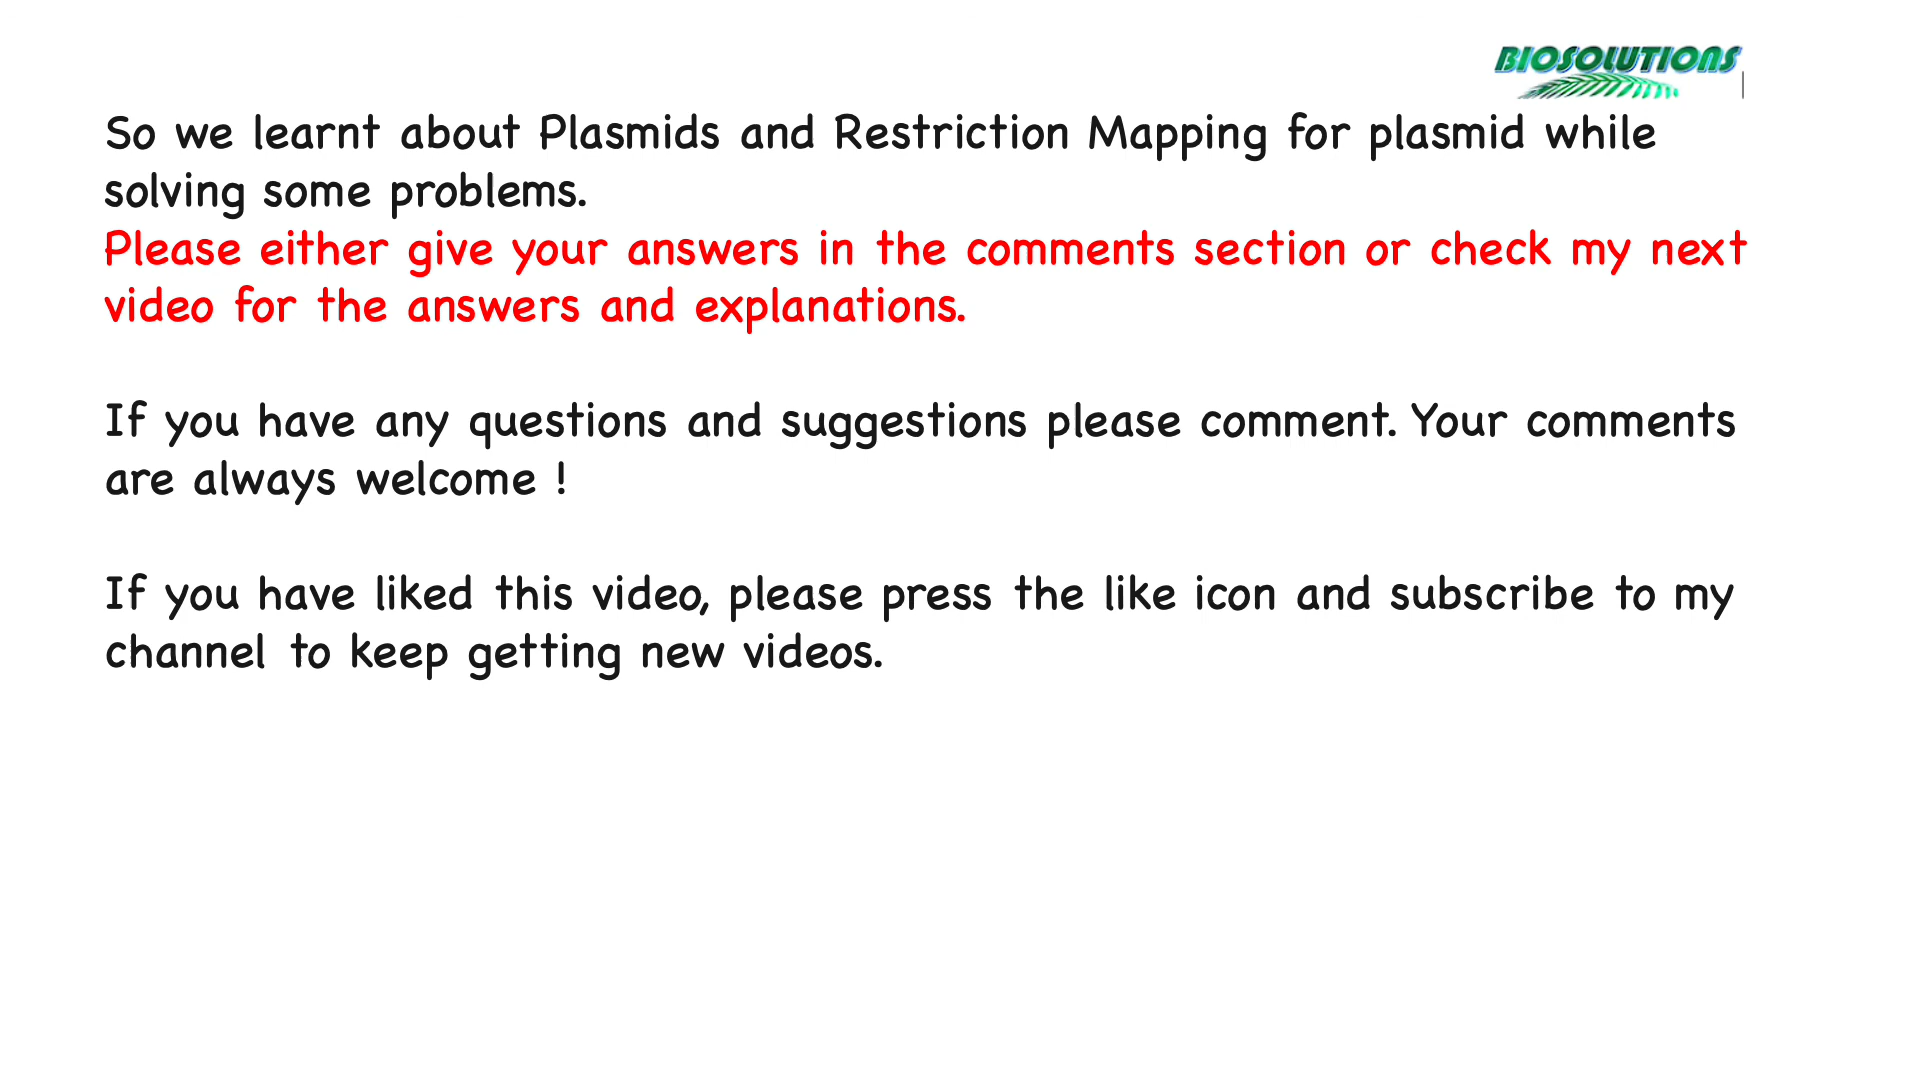 BIOSOLUTIONS
So we learnt about Plasmids and Restriction Mapping for plasmid while
solving some problems.
Please either give your answers in the comments section or check my next
video for the answers and explanations.
If you have any questions and suggestions please comment. Your comments
are always welcome !
If you have liked this video, please press the like icon and subscribe to my
channel to keep getting new videos.